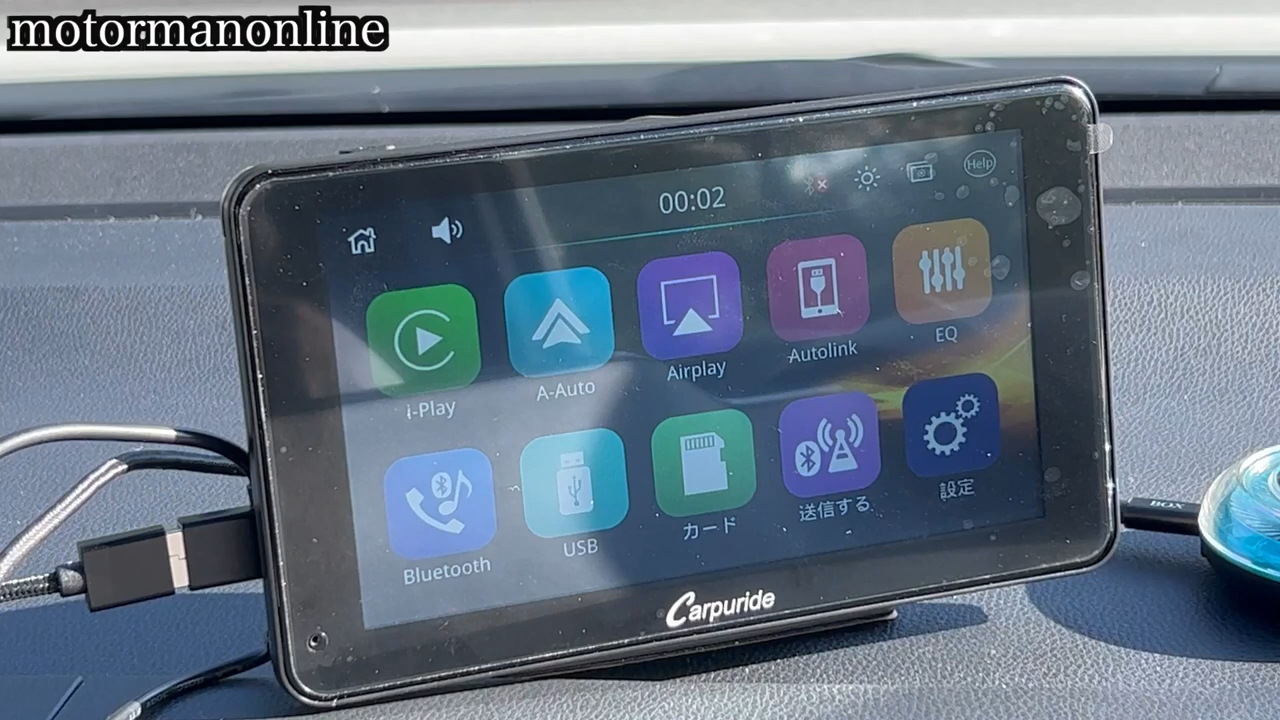 motormanonline
00:02
Help
i-Play
A-Auto
Airplay
Autolink
EQ
Bluetooth
USB
カード
送信する
設定
Carpuride
BOX